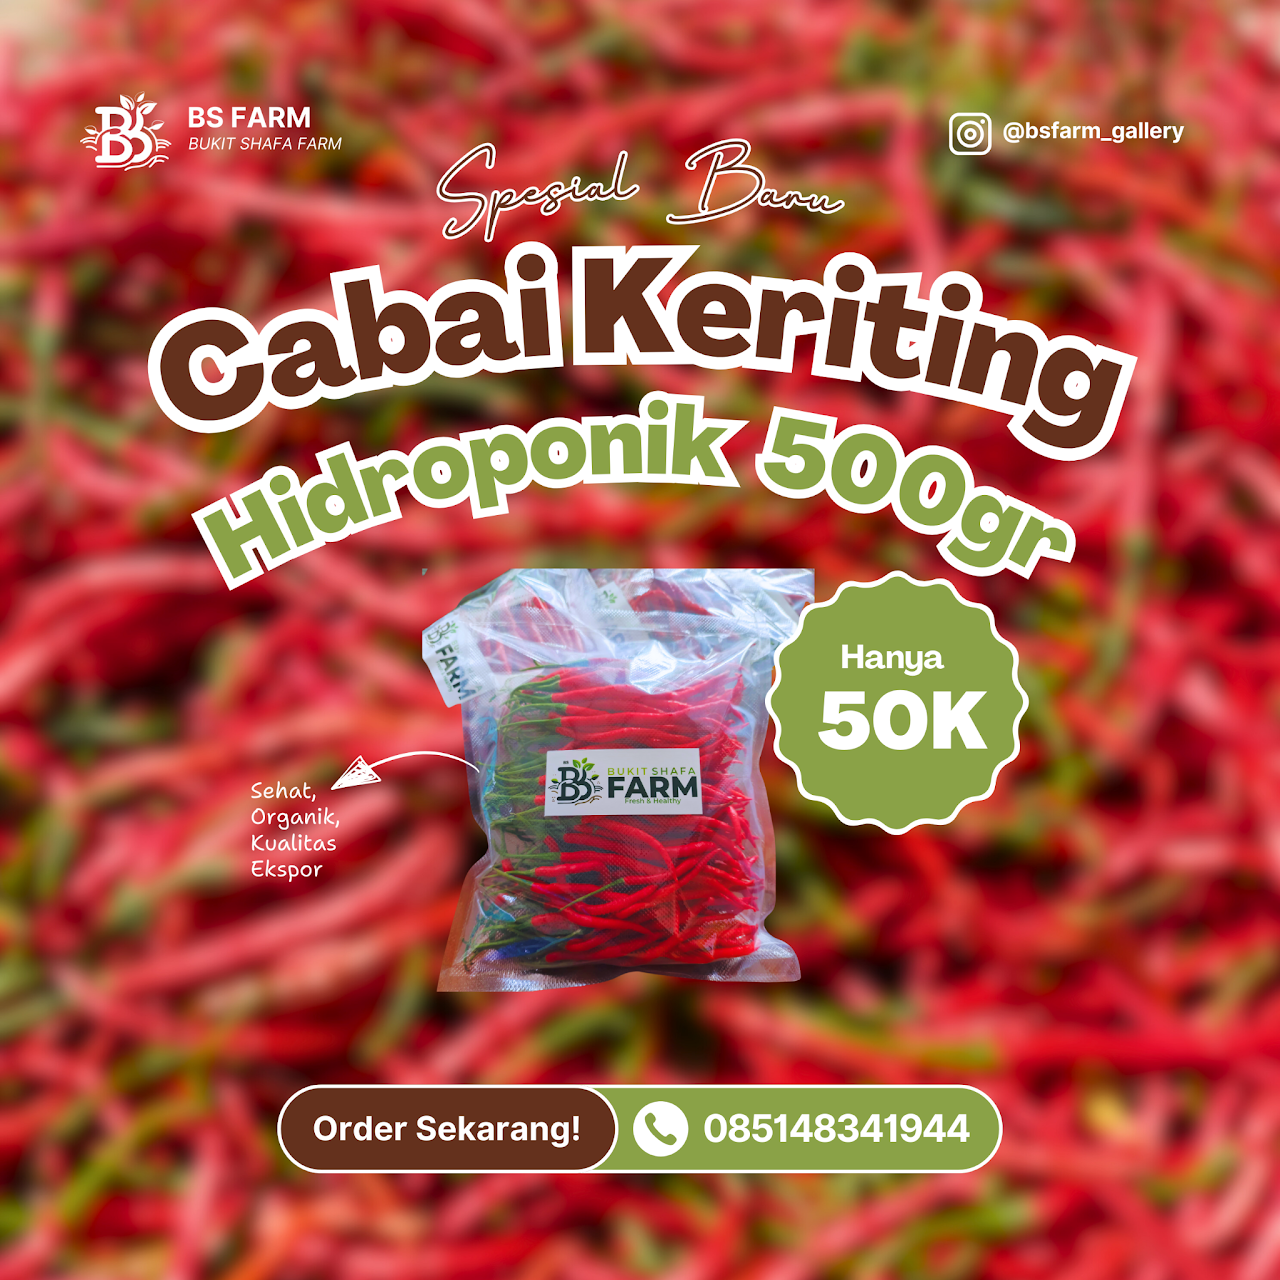 BS FARM
BUKIT SHAFA FARM
@bsfarm_gallery
Spesial Baru
Cabai Keriting
Hidroponik 500gr
Hanya
50K
FARM
BS
BUKIT SHAFA
FARM
Fresh & Healthy
Sehat,
Organik,
Kualitas
Ekspor
Order Sekarang!
085148341944